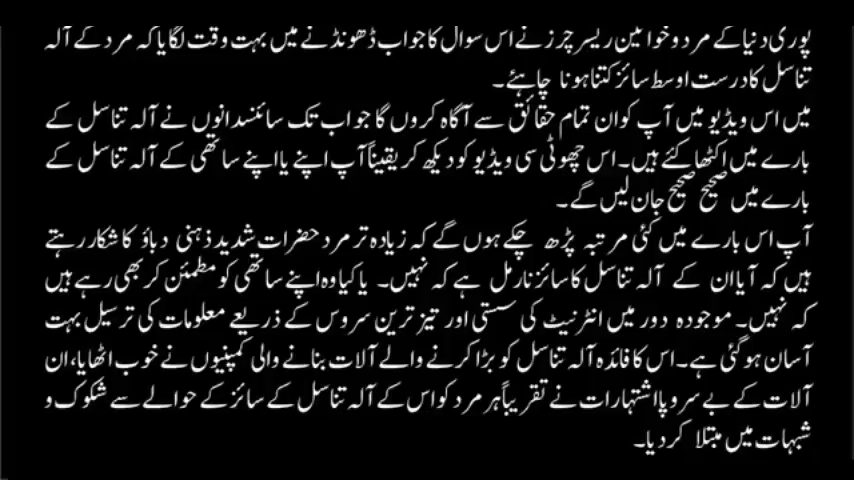 پوری دنیا کے مرد و خواتین ریسرچرز نے اس سوال کا جواب ڈھونڈنے میں بہت وقت لگایا کہ مرد کے آلہ
تناسل کا درست اوسط سائز کتنا ہونا چاہئے۔
میں اس ویڈیو میں آپ کو ان تمام حقائق سے آگاہ کروں گا جو اب تک سائنسدانوں نے آلہ تناسل کے
بارے میں اکٹھا کئے ہیں۔ اس چھوٹی سی ویڈیو کو دیکھ کر یقیناً آپ اپنے یا اپنے ساتھی کے آلہ تناسل کے
بارے میں صحیح صحیح جان لیں گے۔
آپ اس بارے میں کئی مرتبہ پڑھ چکے ہوں گے کہ زیادہ تر مرد حضرات شدید ذہنی دباؤ کا شکار رہتے
ہیں کہ آیا ان کے آلہ تناسل کا سائز نارمل ہے کہ نہیں۔ یا کیا وہ اپنے ساتھی کو مطمئن کر بھی رہے ہیں
کہ نہیں۔ موجودہ دور میں انٹرنیٹ کی سستی اور تیز ترین سروس کے ذریعے معلومات کی ترسیل بہت
آسان ہو گئی ہے۔ اس کا فائدہ آلہ تناسل کو بڑا کرنے والے آلات بنانے والی کمپنیوں نے خوب اٹھایا، ان
آلات کے بے سر و پا اشتہارات نے تقریباً ہر مرد کو اس کے آلہ تناسل کے سائز کے حوالے سے شکوک و
شبہات میں مبتلا کر دیا۔